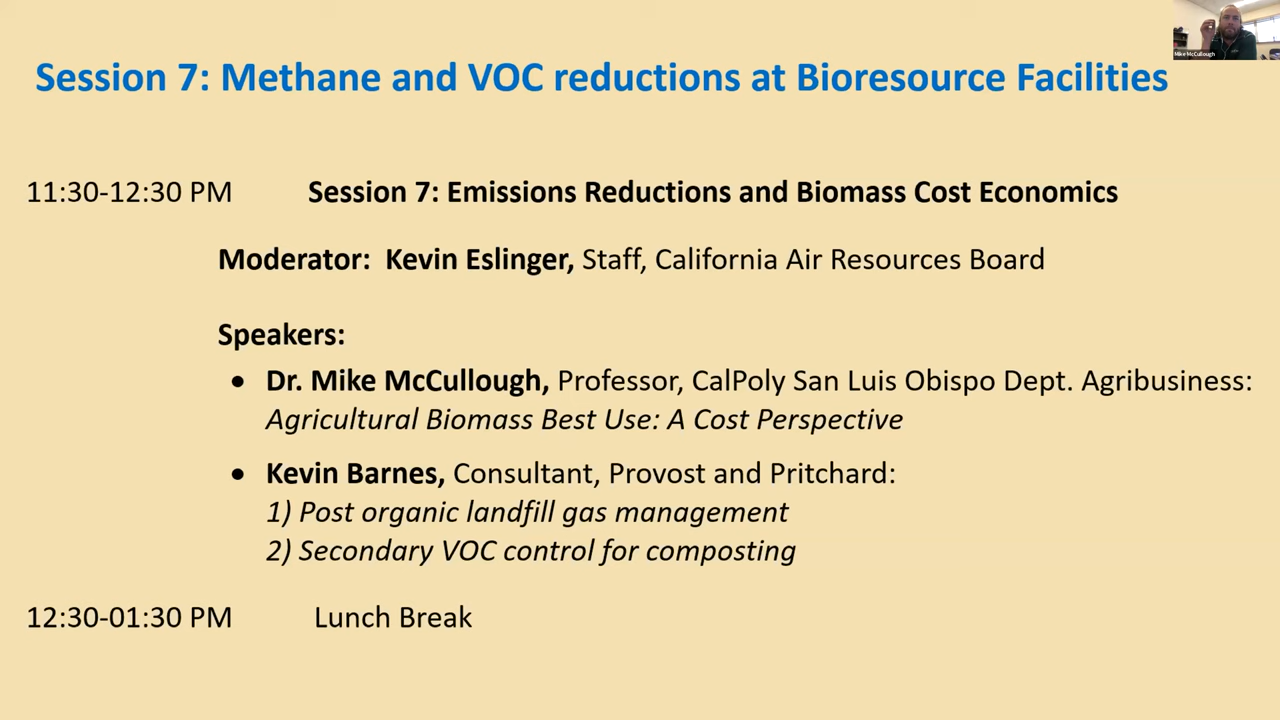 Mike McCullough
Session 7: Methane and VOC reductions at Bioresource Facilities
11:30-12:30 PM Session 7: Emissions Reductions and Biomass Cost Economics
Moderator: Kevin Eslinger, Staff, California Air Resources Board
Speakers:
• Dr. Mike McCullough, Professor, CalPoly San Luis Obispo Dept. Agribusiness:
Agricultural Biomass Best Use: A Cost Perspective
• Kevin Barnes, Consultant, Provost and Pritchard:
1) Post organic landfill gas management
2) Secondary VOC control for composting
12:30-01:30 PM Lunch Break